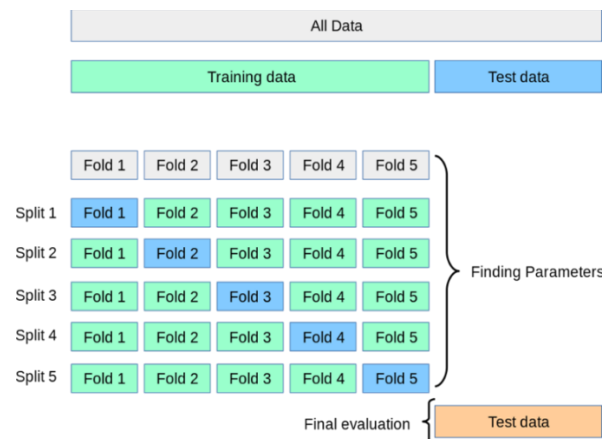 All Data
Training data Test data
Fold 1 Fold 2 Fold 3 Fold 4 Fold 5
Split 1 Fold 1 Fold 2 Fold 3 Fold 4 Fold 5
Split 2 Fold 1 Fold 2 Fold 3 Fold 4 Fold 5
Finding Parameters
Split 3 Fold 1 Fold 2 Fold 3 Fold 4 Fold 5
Split 4 Fold 1 Fold 2 Fold 3 Fold 4 Fold 5
Split 5 Fold 1 Fold 2 Fold 3 Fold 4 Fold 5
Final evaluation Test data